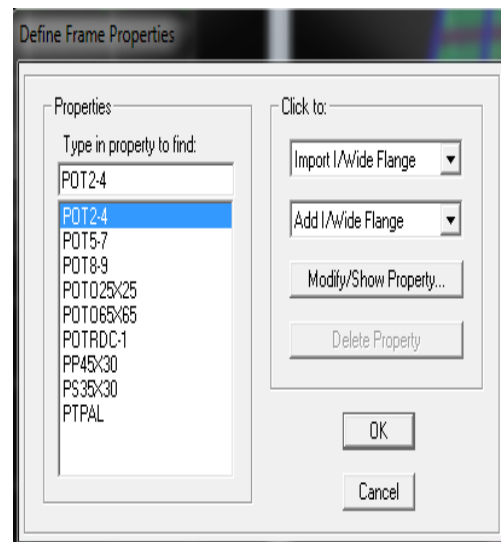 Define Frame Properties
Properties
Type in property to find:
POT2-4
POT2-4
POT5-7
POT8-9
POTO25X25
POTO65X65
POTRDC-1
PP45X30
PS35X30
PTPAL
Click to:
Import I/Wide Flange
Add I/Wide Flange
Modify/Show Property...
Delete Property
OK
Cancel